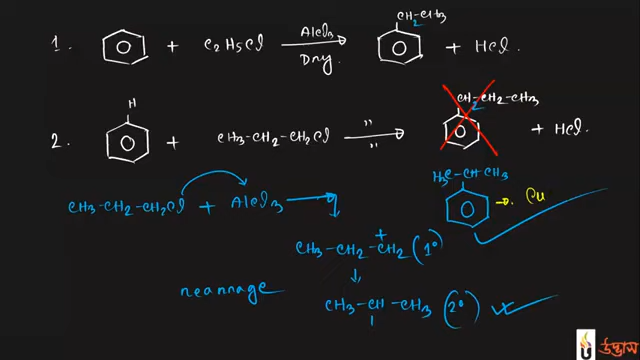 1. + C2H5Cl AlCl3 Dry CH2-CH3 + HCl.
2. H + CH3-CH2-CH2Cl " " CH2-CH2-CH3 + HCl.
H3C-CH-CH3
CH3-CH2-CH2Cl + AlCl3 → Cu
CH3-CH2-CH2 + (1°)
rearrange
CH3-CH-CH3 (2°)
U উদ্ভাস